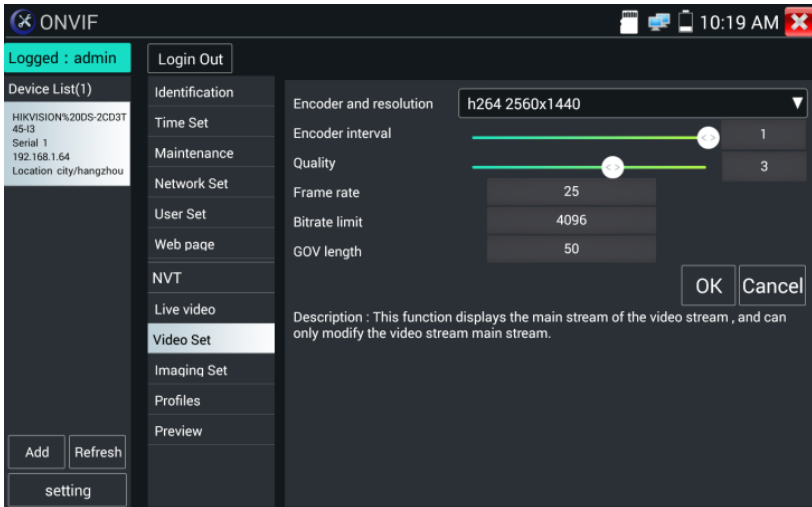 ONVIF
10:19 AM
Logged : admin
Login Out
Device List(1)
HIKVISION%20DS-2CD3T
45-I3
Serial 1
192.168.1.64
Location city/hangzhou
Add
Refresh
setting
Identification
Time Set
Maintenance
Network Set
User Set
Web page
NVT
Live video
Video Set
Imaging Set
Profiles
Preview
Encoder and resolution h264 2560x1440
Encoder interval 1
Quality 3
Frame rate 25
Bitrate limit 4096
GOV length 50
OK Cancel
Description : This function displays the main stream of the video stream , and can
only modify the video stream main stream.